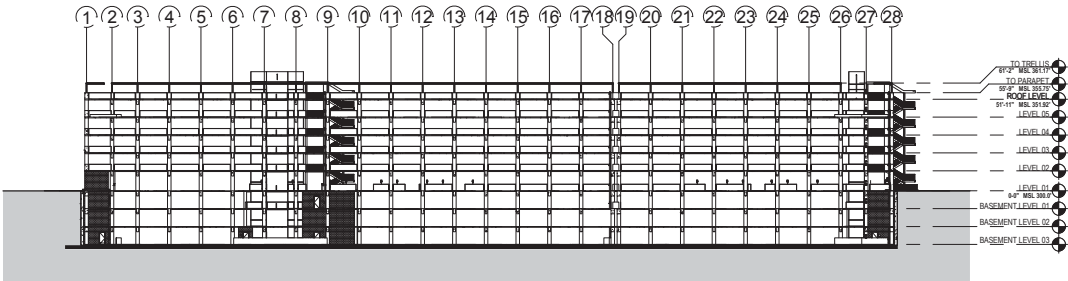 1 2 3 4 5 6 7 8 9 10 11 12 13 14 15 16 17 18 19 20 21 22 23 24 25 26 27 28
TO TRELLIS
61'-2" MSL 361.17'
TO PARAPET
55'-9" MSL 355.75'
ROOF LEVEL
51'-11" MSL 351.92'
LEVEL 05
LEVEL 04
LEVEL 03
LEVEL 02
LEVEL 01
0-0" MSL 300.0'
BASEMENT LEVEL 01
BASEMENT LEVEL 02
BASEMENT LEVEL 03